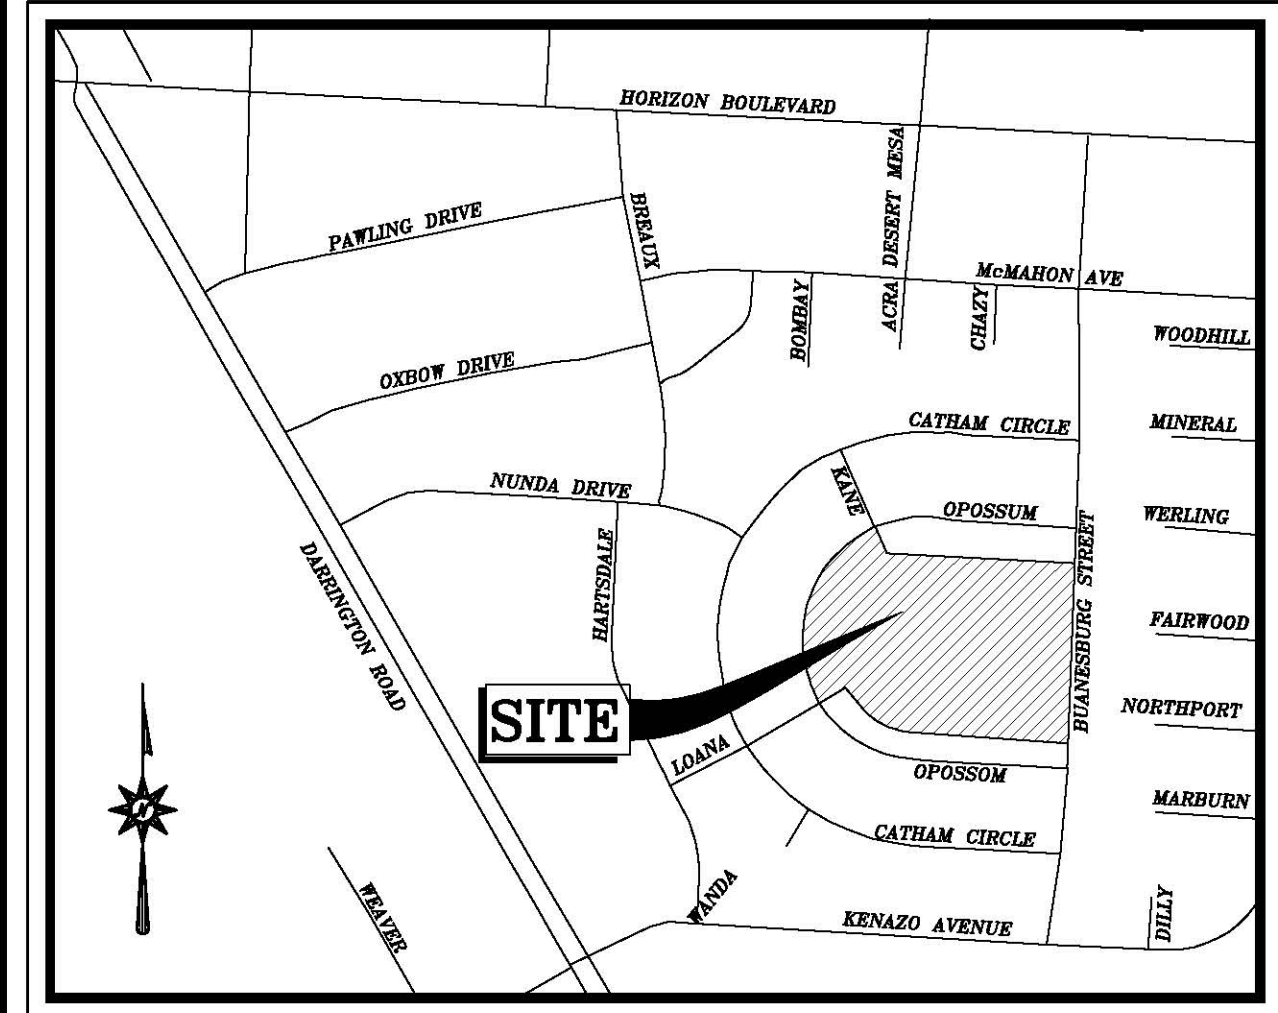 HORIZON BOULEVARD
ACRA DESERT MESA
PAWLING DRIVE
BREAUX
McMAHON AVE
BOMBAY
CHAZY
WOODHILL
OXBOW DRIVE
CATHAM CIRCLE
MINERAL
KANE
NUNDA DRIVE
OPOSSUM
WERLING
HARTSDALE
DARRINGTON ROAD
BUANESBURG STREET
FAIRWOOD
SITE
NORTHPORT
LOANA
OPOSSOM
MARBURN
N
CATHAM CIRCLE
WANDA
WEAVER
KENAZO AVENUE
DILLY